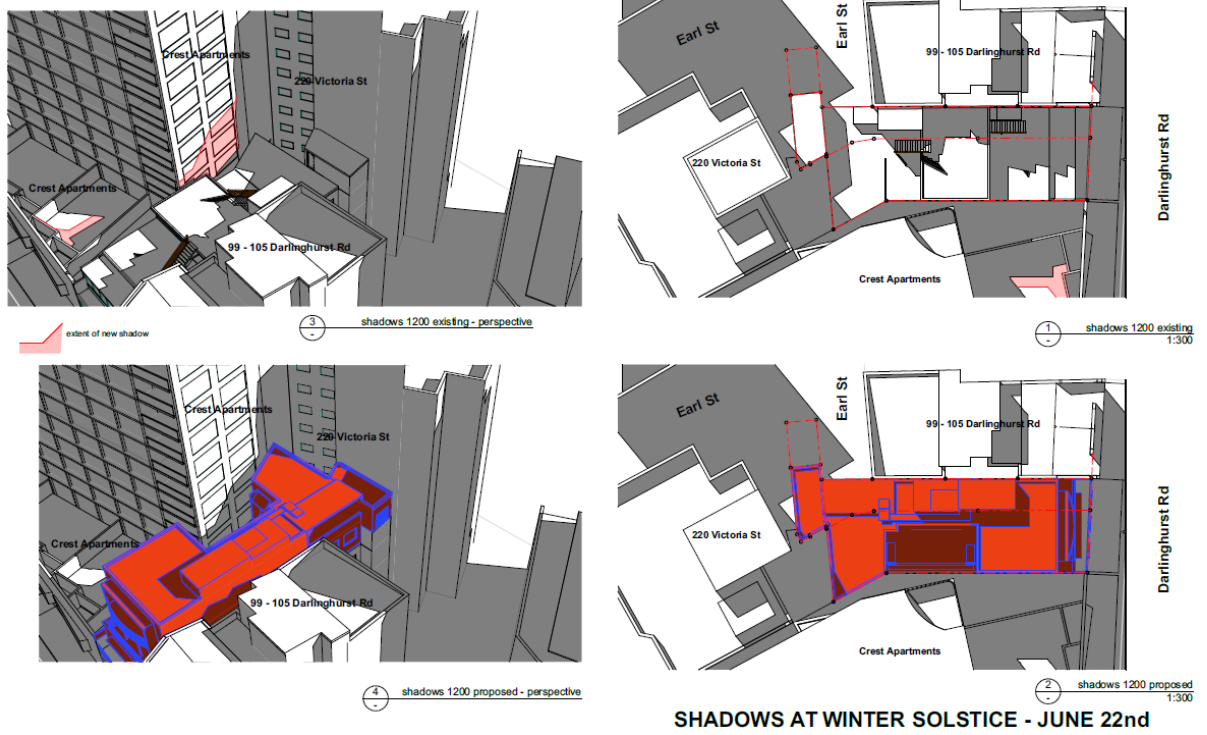 Crest Apartments
220 Victoria St
Crest Apartments
99 - 105 Darlinghurst Rd
extent of new shadow
3
-
shadows 1200 existing - perspective
Earl St
Earl St
99 - 105 Darlinghurst Rd
220 Victoria St
Darlinghurst Rd
Crest Apartments
1
-
shadows 1200 existing
1:300
Crest Apartments
220 Victoria St
Crest Apartments
99 - 105 Darlinghurst Rd
4
-
shadows 1200 proposed - perspective
Earl St
Earl St
99 - 105 Darlinghurst Rd
220 Victoria St
Darlinghurst Rd
Crest Apartments
2
-
shadows 1200 proposed
1:300
SHADOWS AT WINTER SOLSTICE - JUNE 22nd